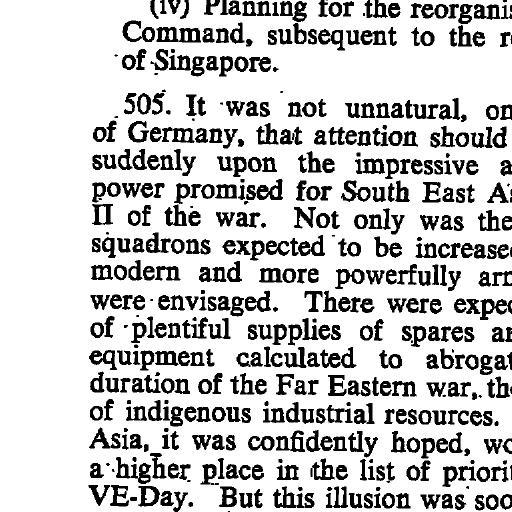 (iv) Planning for the reorganis
Command, subsequent to the r
of Singapore.
505. It was not unnatural, on
of Germany, that attention should
suddenly upon the impressive a
power promised for South East As
II of the war. Not only was the
squadrons expected to be increased
modern and more powerfully arm
were envisaged. There were expec
of plentiful supplies of spares an
equipment calculated to abrogat
duration of the Far Eastern war, th
of indigenous industrial resources.
Asia, it was confidently hoped, wo
a higher place in the list of priorit
VE-Day. But this illusion was soo